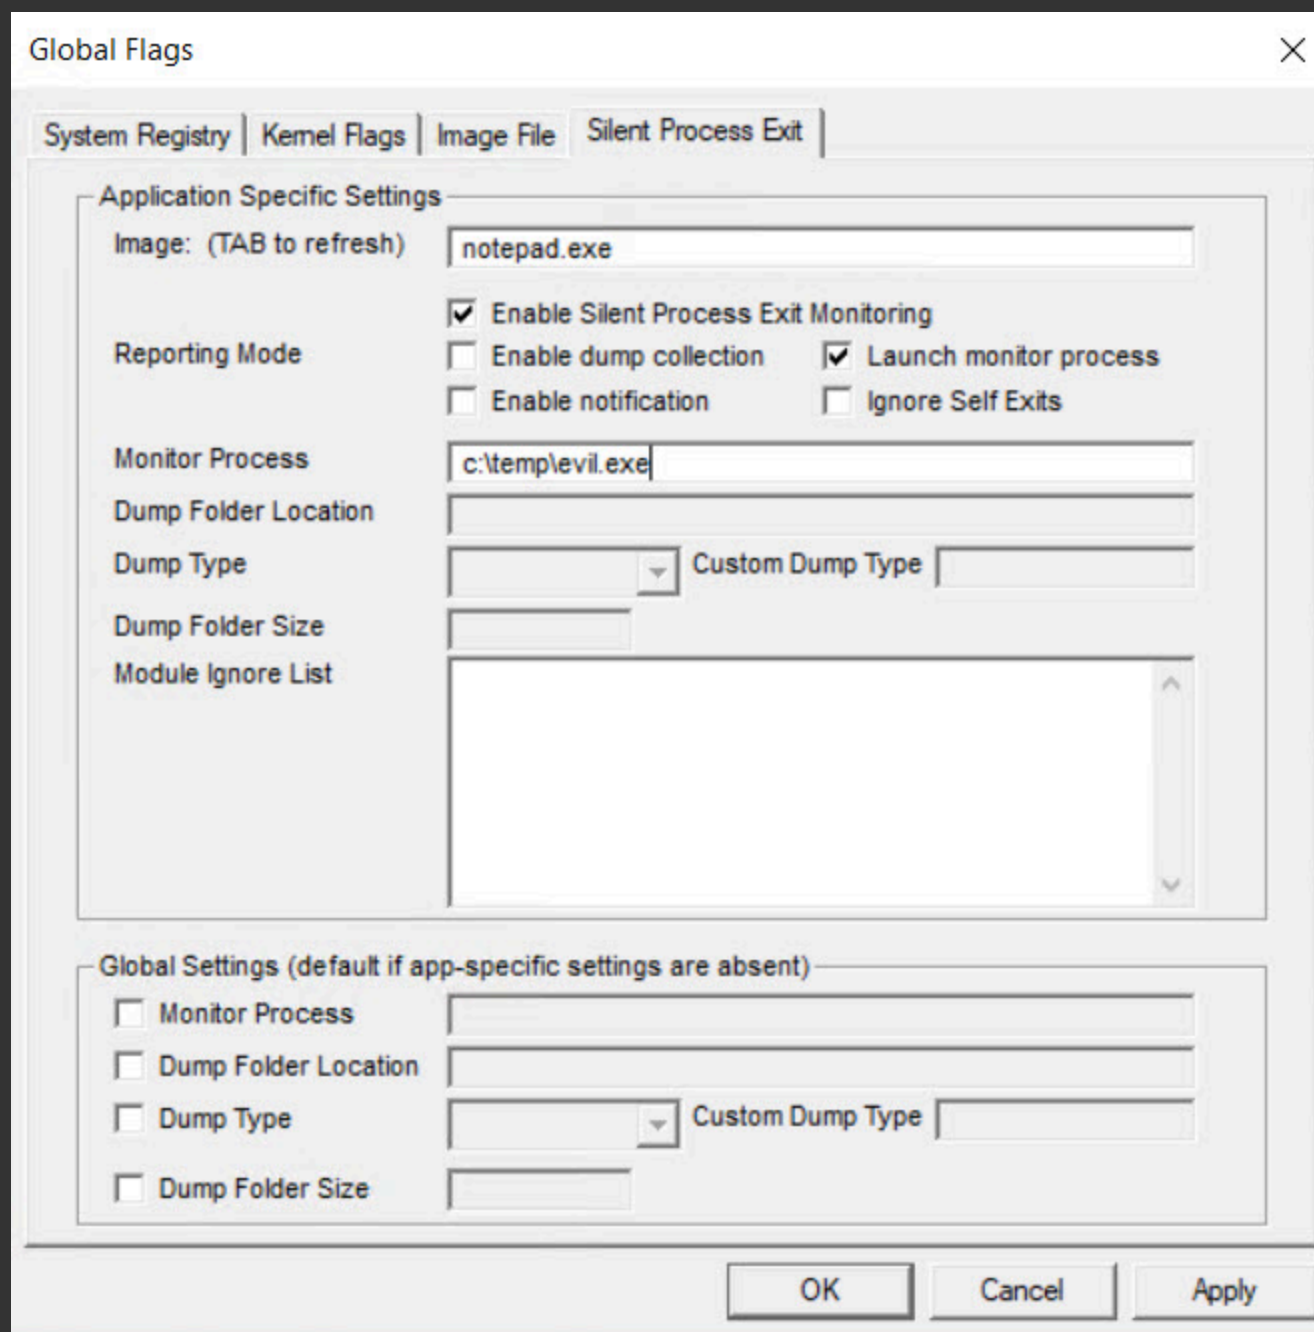 Global Flags
System Registry Kernel Flags Image File Silent Process Exit
Application Specific Settings
Image: (TAB to refresh) notepad.exe
Enable Silent Process Exit Monitoring
Reporting Mode Enable dump collection Launch monitor process
Enable notification Ignore Self Exits
Monitor Process c:\temp\evil.exe
Dump Folder Location
Dump Type Custom Dump Type
Dump Folder Size
Module Ignore List
Global Settings (default if app-specific settings are absent)
Monitor Process
Dump Folder Location
Dump Type Custom Dump Type
Dump Folder Size
OK Cancel Apply